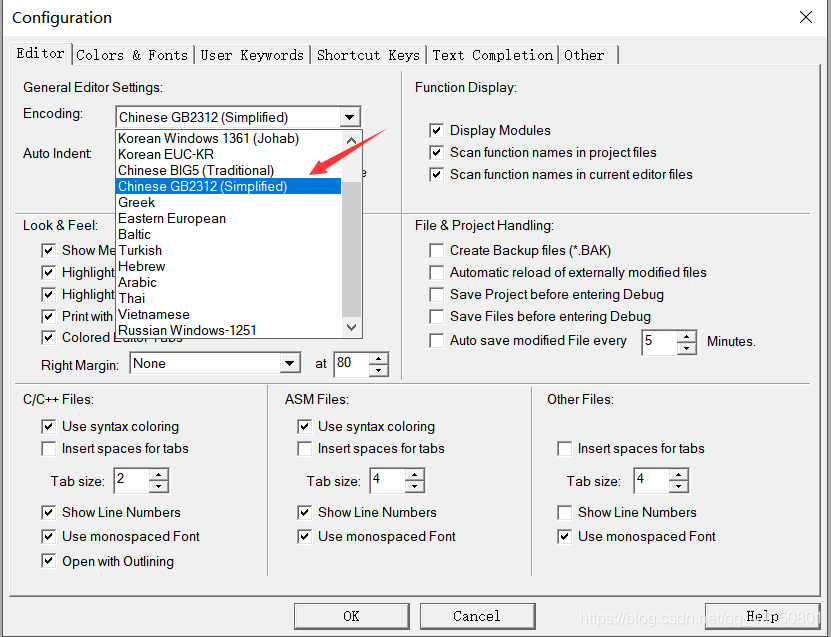 Configuration
Editor
Colors & Fonts
User Keywords
Shortcut Keys
Text Completion
Other
General Editor Settings:
Encoding:
Chinese GB2312 (Simplified)
Korean Windows 1361 (Johab)
Korean EUC-KR
Chinese BIG5 (Traditional)
Chinese GB2312 (Simplified)
Greek
Eastern European
Baltic
Turkish
Hebrew
Arabic
Thai
Vietnamese
Russian Windows-1251
Auto Indent:
Function Display:
Display Modules
Scan function names in project files
Scan function names in current editor files
Look & Feel:
Show Me
Highlight
Highlight
Print with
Colored Editor Tabs
Right Margin:
None
at
80
File & Project Handling:
Create Backup files (*.BAK)
Automatic reload of externally modified files
Save Project before entering Debug
Save Files before entering Debug
Auto save modified File every
5
Minutes.
C/C++ Files:
Use syntax coloring
Insert spaces for tabs
Tab size:
2
Show Line Numbers
Use monospaced Font
Open with Outlining
ASM Files:
Use syntax coloring
Insert spaces for tabs
Tab size:
4
Show Line Numbers
Use monospaced Font
Other Files:
Insert spaces for tabs
Tab size:
4
Show Line Numbers
Use monospaced Font
OK
Cancel
Help